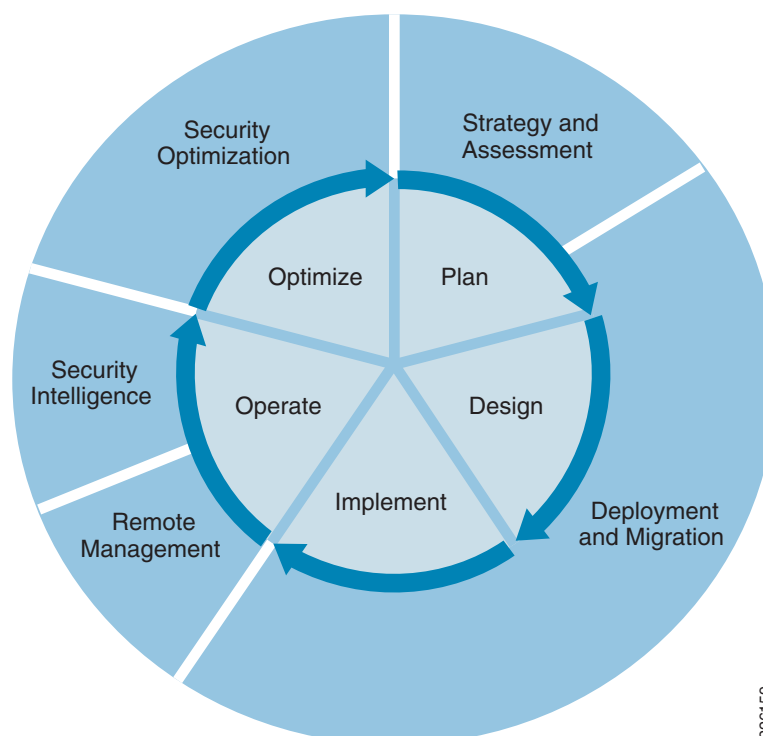 Security
Optimization
Strategy and
Assessment
Optimize
Plan
Security
Intelligence
Operate
Design
Implement
Remote
Management
Deployment
and Migration